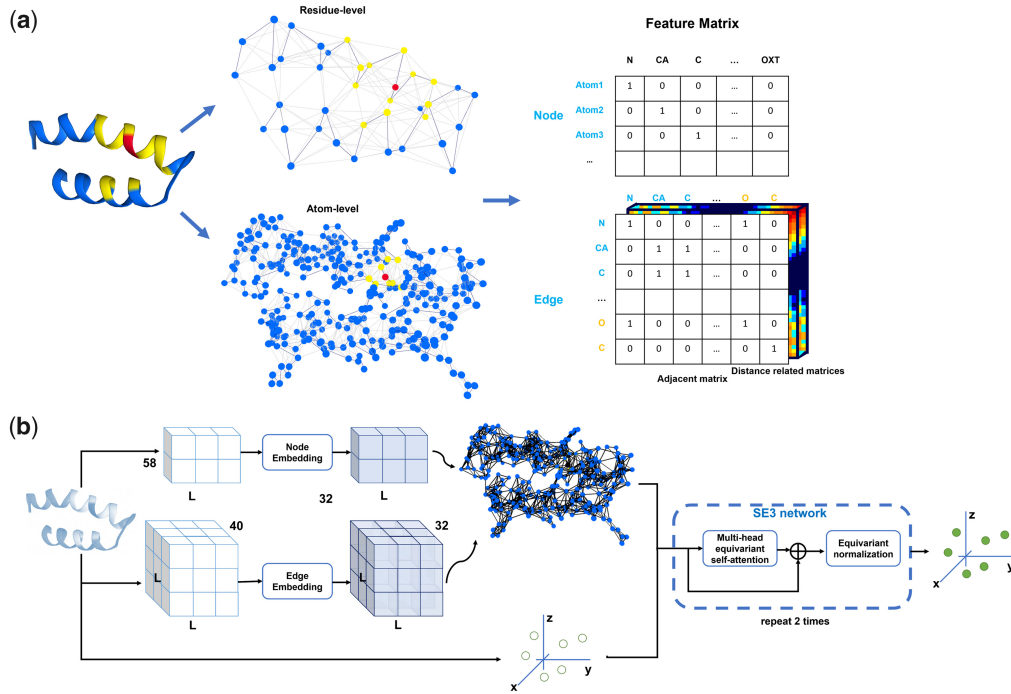 (a)
Residue-level
Atom-level
Feature Matrix
N CA C ... OXT
Node
Atom1 1 0 0 ... 0
Atom2 0 1 0 ... 0
Atom3 0 0 1 ... 0
...
N CA C ... O C
Edge
N 1 0 0 ... 1 0
CA 0 1 1 ... 0 0
C 0 1 1 ... 0 0
...
O 1 0 0 ... 1 0
C 0 0 0 ... 0 1
Distance related matrices
Adjacent matrix
(b)
58
L
Node
Embedding
32
L
40
L
L
Edge
Embedding
32
L
L
z
y
x
SE3 network
Multi-head
equivariant
self-attention
Equivariant
normalization
repeat 2 times
z
y
x